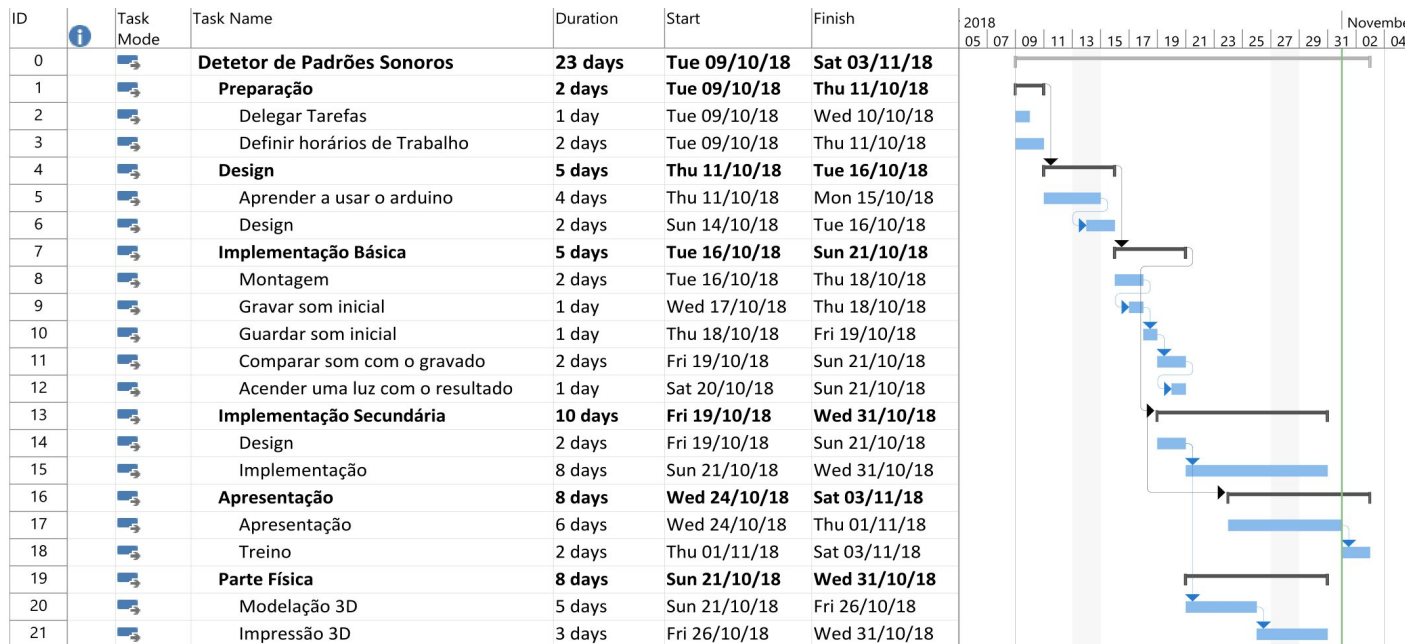 ID Task Mode Task Name Duration Start Finish 2018 Novembe
05 07 09 11 13 15 17 19 21 23 25 27 29 31 02 04
0 Detetor de Padrões Sonoros 23 days Tue 09/10/18 Sat 03/11/18
1 Preparação 2 days Tue 09/10/18 Thu 11/10/18
2 Delegar Tarefas 1 day Tue 09/10/18 Wed 10/10/18
3 Definir horários de Trabalho 2 days Tue 09/10/18 Thu 11/10/18
4 Design 5 days Thu 11/10/18 Tue 16/10/18
5 Aprender a usar o arduino 4 days Thu 11/10/18 Mon 15/10/18
6 Design 2 days Sun 14/10/18 Tue 16/10/18
7 Implementação Básica 5 days Tue 16/10/18 Sun 21/10/18
8 Montagem 2 days Tue 16/10/18 Thu 18/10/18
9 Gravar som inicial 1 day Wed 17/10/18 Thu 18/10/18
10 Guardar som inicial 1 day Thu 18/10/18 Fri 19/10/18
11 Comparar som com o gravado 2 days Fri 19/10/18 Sun 21/10/18
12 Acender uma luz com o resultado 1 day Sat 20/10/18 Sun 21/10/18
13 Implementação Secundária 10 days Fri 19/10/18 Wed 31/10/18
14 Design 2 days Fri 19/10/18 Sun 21/10/18
15 Implementação 8 days Sun 21/10/18 Wed 31/10/18
16 Apresentação 8 days Wed 24/10/18 Sat 03/11/18
17 Apresentação 6 days Wed 24/10/18 Thu 01/11/18
18 Treino 2 days Thu 01/11/18 Sat 03/11/18
19 Parte Física 8 days Sun 21/10/18 Wed 31/10/18
20 Modelação 3D 5 days Sun 21/10/18 Fri 26/10/18
21 Impressão 3D 3 days Fri 26/10/18 Wed 31/10/18